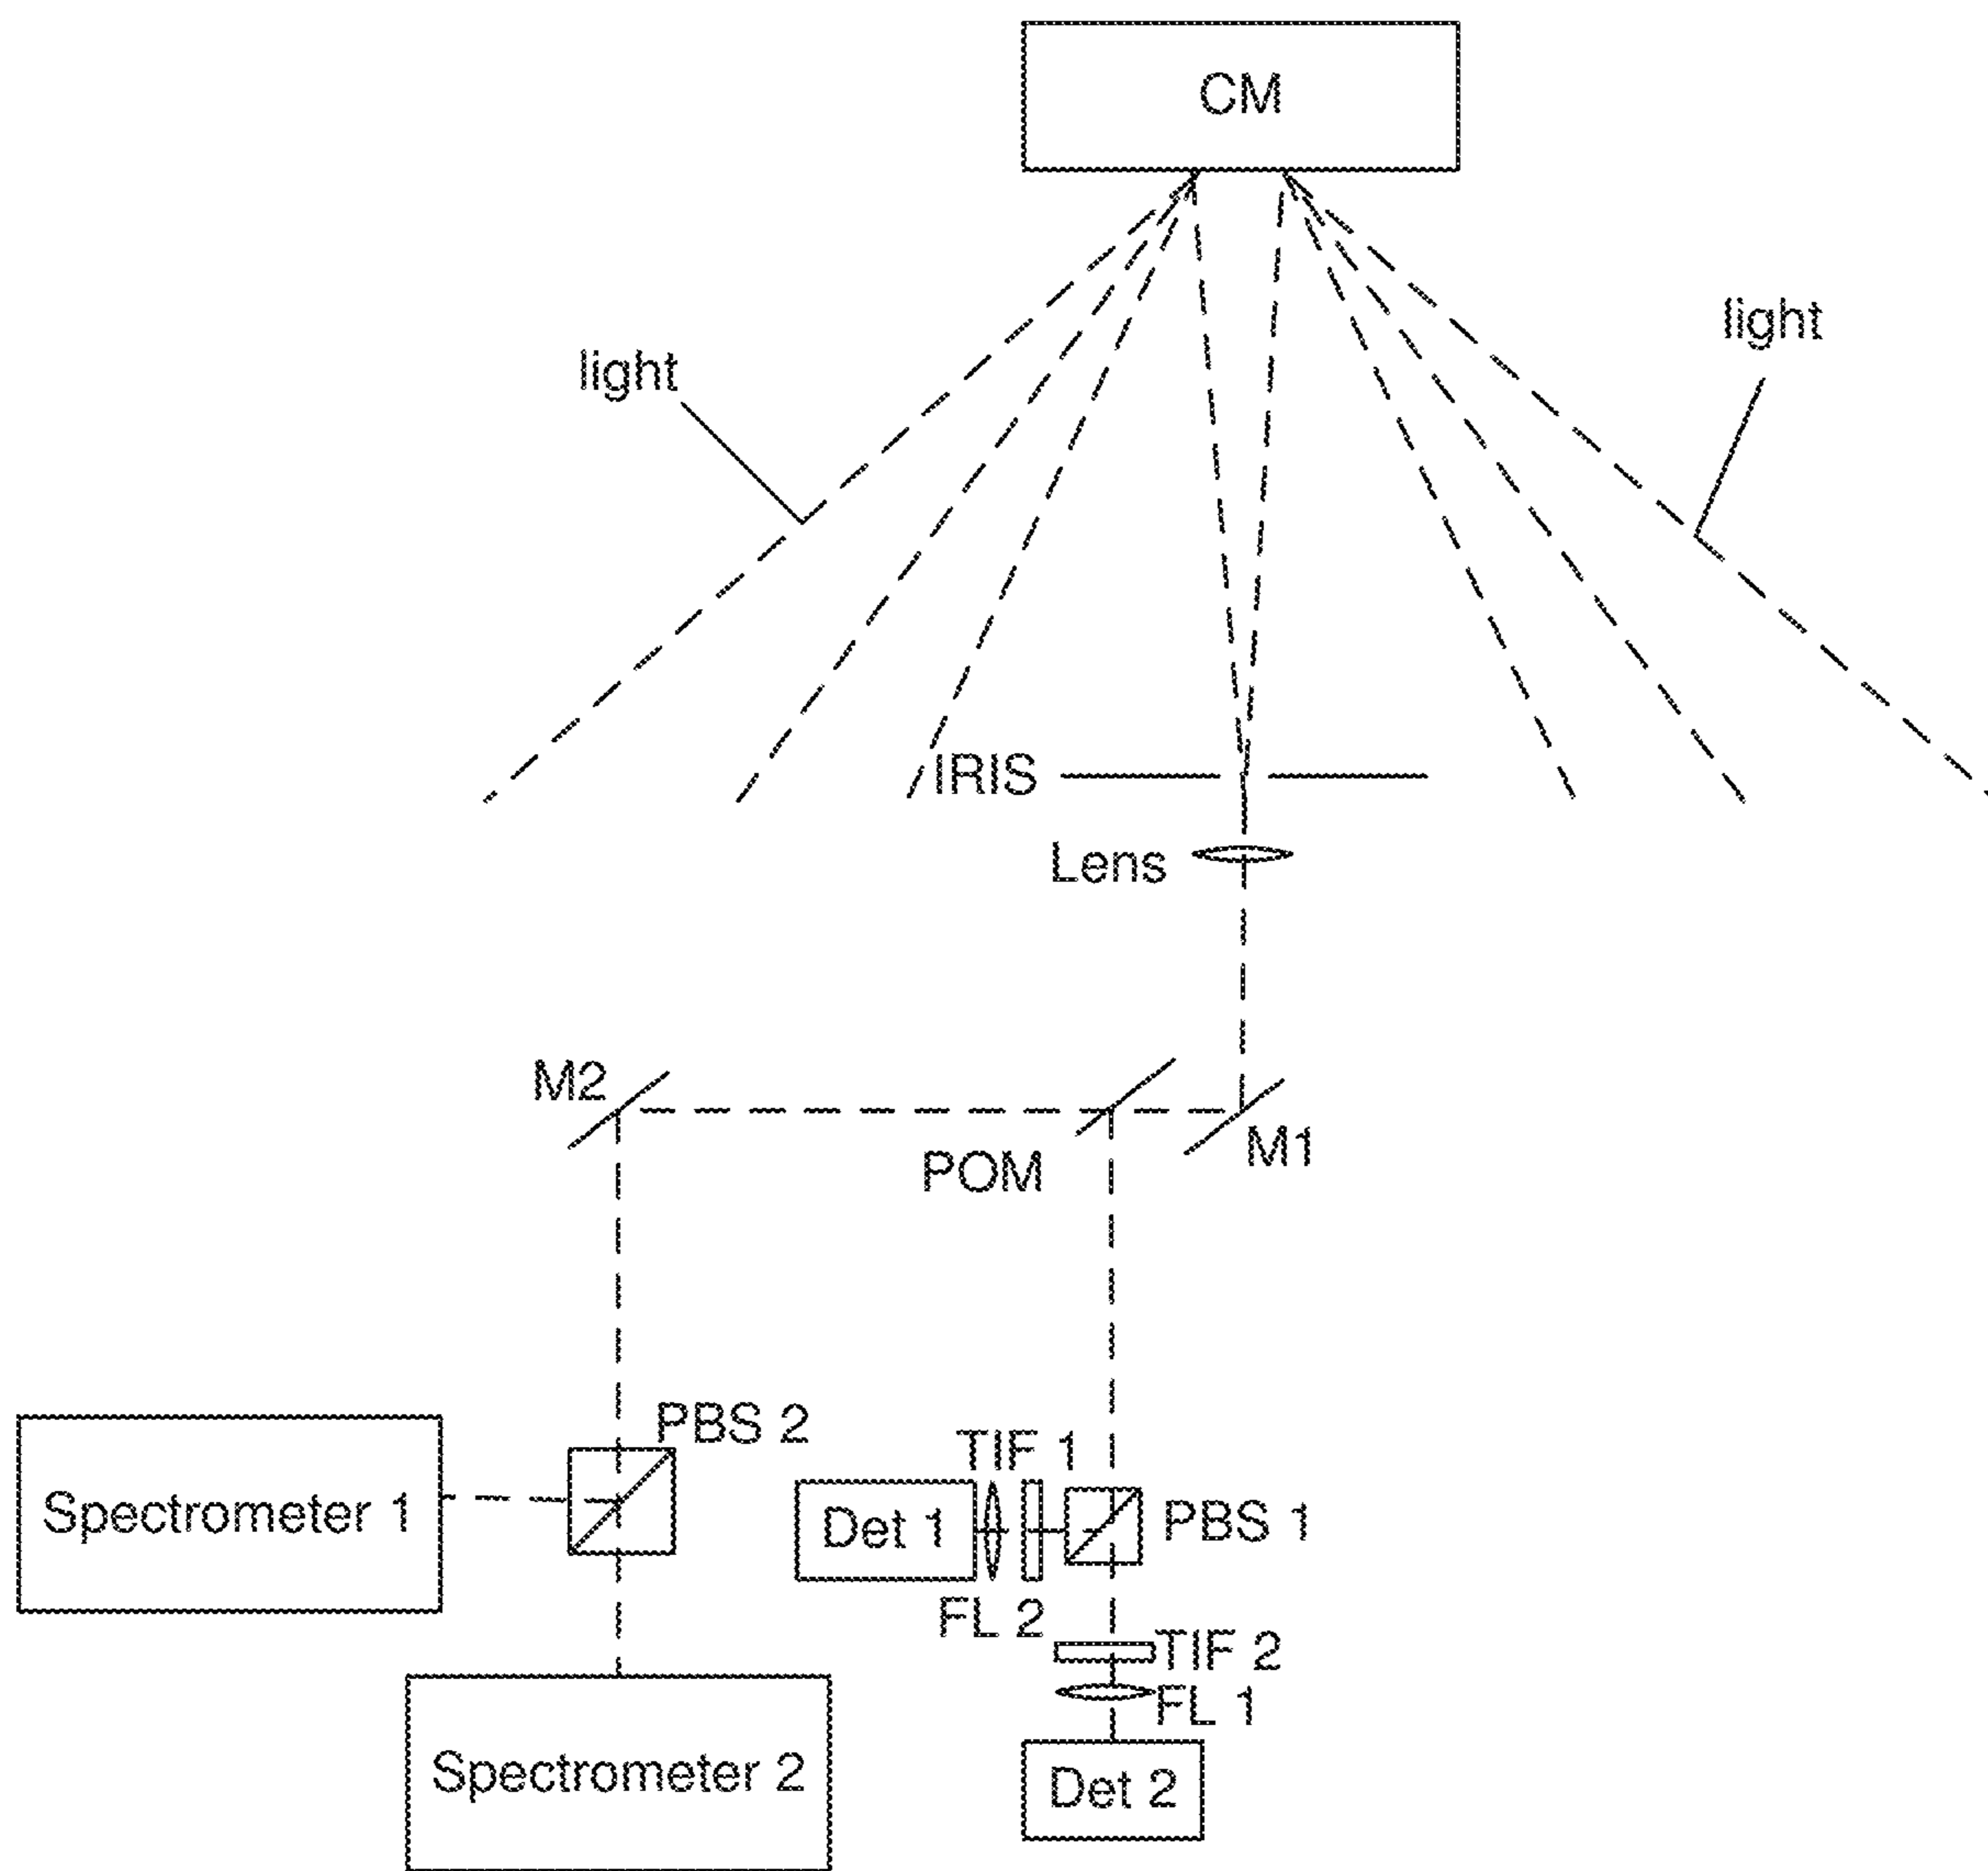 CM
light
light
IRIS
Lens
M2
POM
M1
PBS 2
TIF 1
Spectrometer 1
Det 1
PBS 1
FL 2
TIF 2
FL 1
Spectrometer 2
Det 2